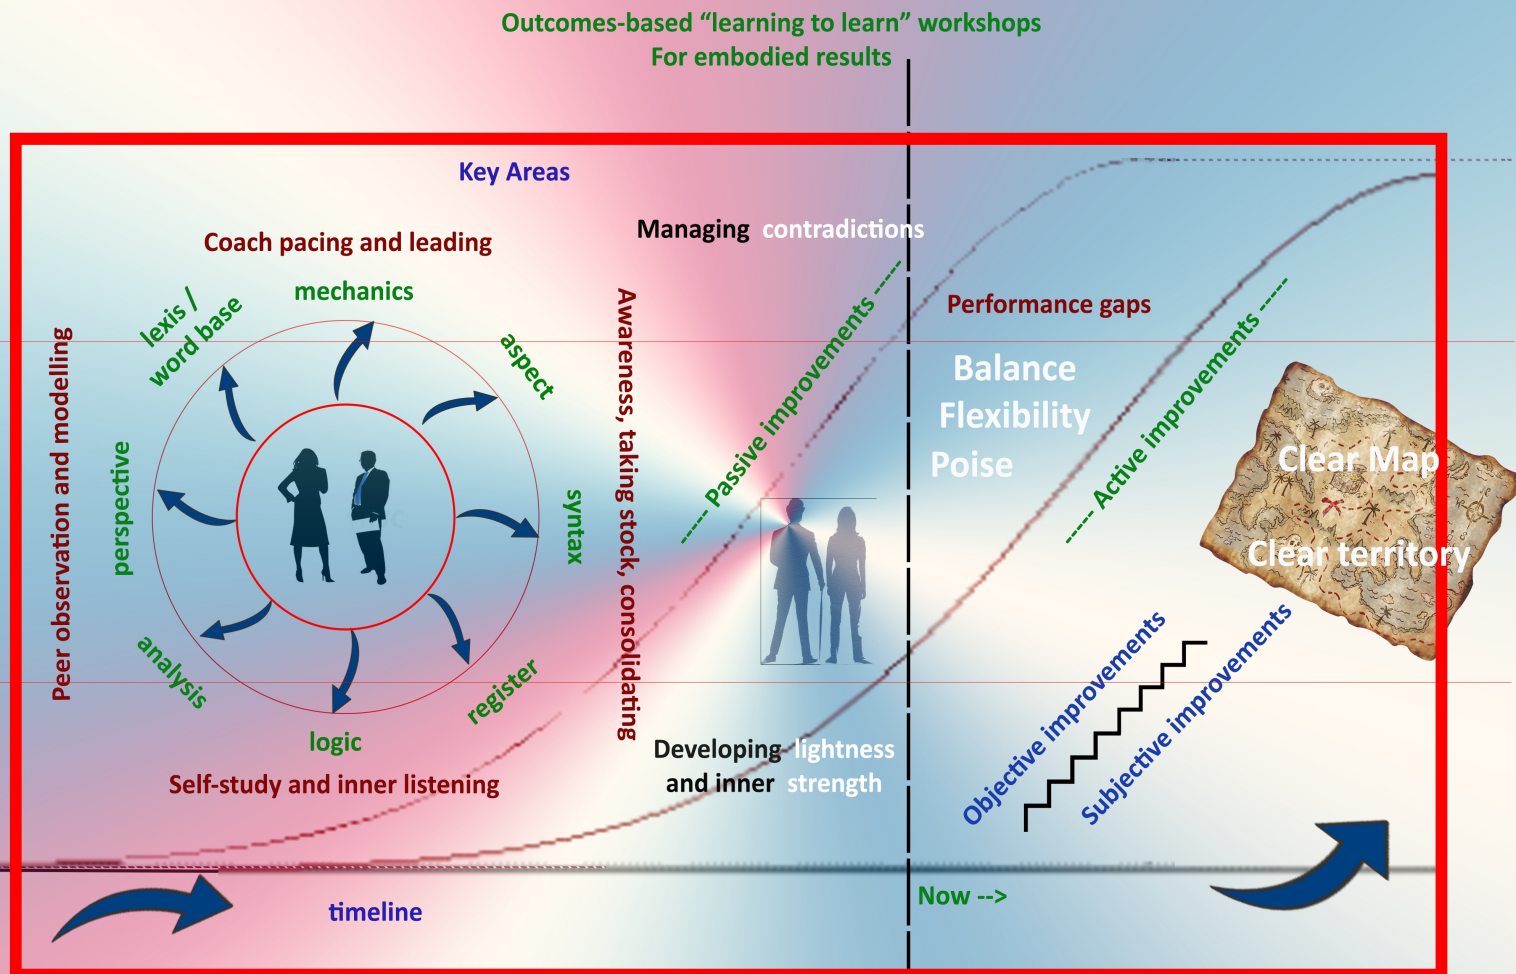 Outcomes-based “learning to learn” workshops
For embodied results
Key Areas
Coach pacing and leading
mechanics
lexis /
word base
aspect
Peer observation and modelling
perspective
syntax
analysis
register
logic
Self-study and inner listening
Awareness, taking stock, consolidating
Managing contradictions
----- Passive improvements -----
Performance gaps
Balance
Flexibility
Poise
----- Active improvements -----
Clear Map
Clear territory
Developing lightness
and inner strength
Objective improvements
Subjective improvements
timeline
Now -->